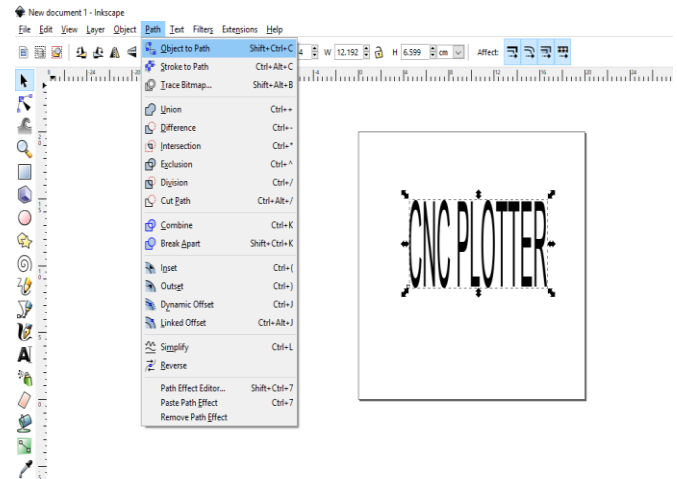 New document 1 - Inkscape
File Edit View Layer Object Path Text Filters Extensions Help
4 W 12.192 H 6.599 cm Affect:
Object to Path Shift+Ctrl+C
Stroke to Path Ctrl+Alt+C
Trace Bitmap... Shift+Alt+B
Union Ctrl++
Difference Ctrl+-
Intersection Ctrl+*
Exclusion Ctrl+^
Division Ctrl+/
Cut Path Ctrl+Alt+/
Combine Ctrl+K
Break Apart Shift+Ctrl+K
Inset Ctrl+(
Outset Ctrl+)
Dynamic Offset Ctrl+J
Linked Offset Ctrl+Alt+J
Simplify Ctrl+L
Reverse
Path Effect Editor... Shift+Ctrl+7
Paste Path Effect Ctrl+7
Remove Path Effect
CNC PLOTTER